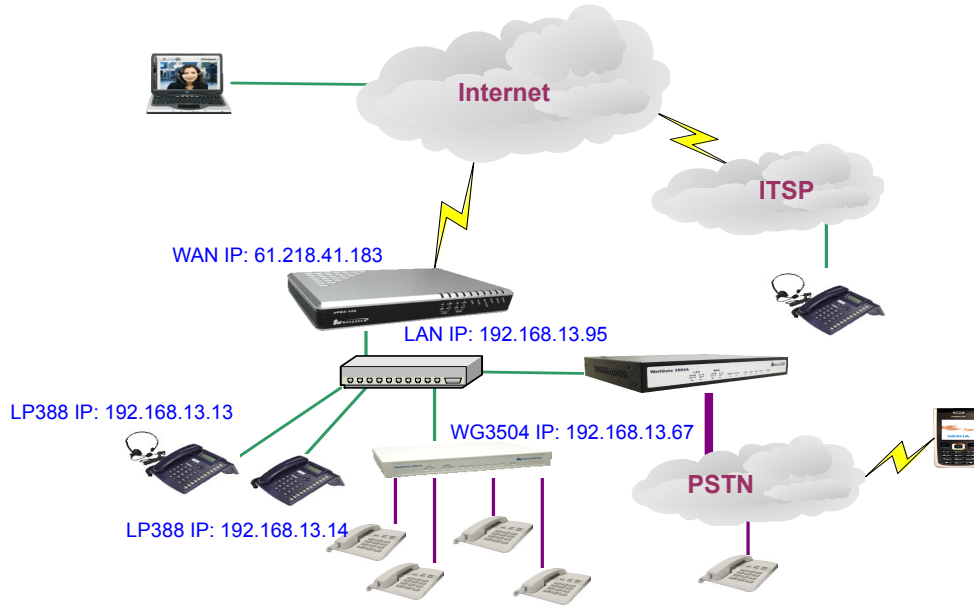 Internet
ITSP
WAN IP: 61.218.41.183
LAN IP: 192.168.13.95
LP388 IP: 192.168.13.13
WG3504 IP: 192.168.13.67
PSTN
LP388 IP: 192.168.13.14
NOKIA